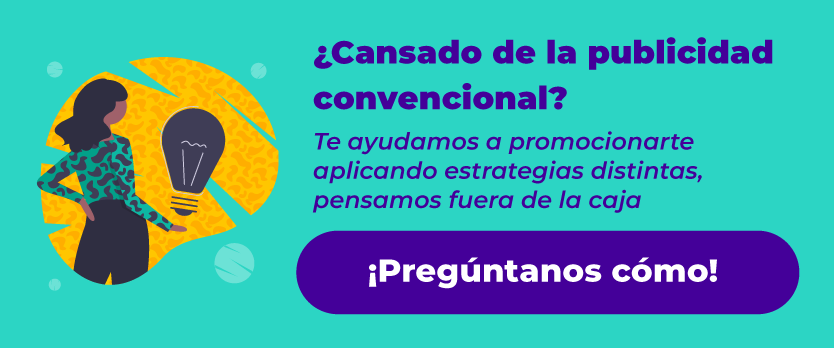 ¿Cansado de la publicidad
convencional?
Te ayudamos a promocionarte
aplicando estrategias distintas,
pensamos fuera de la caja
¡Pregúntanos cómo!